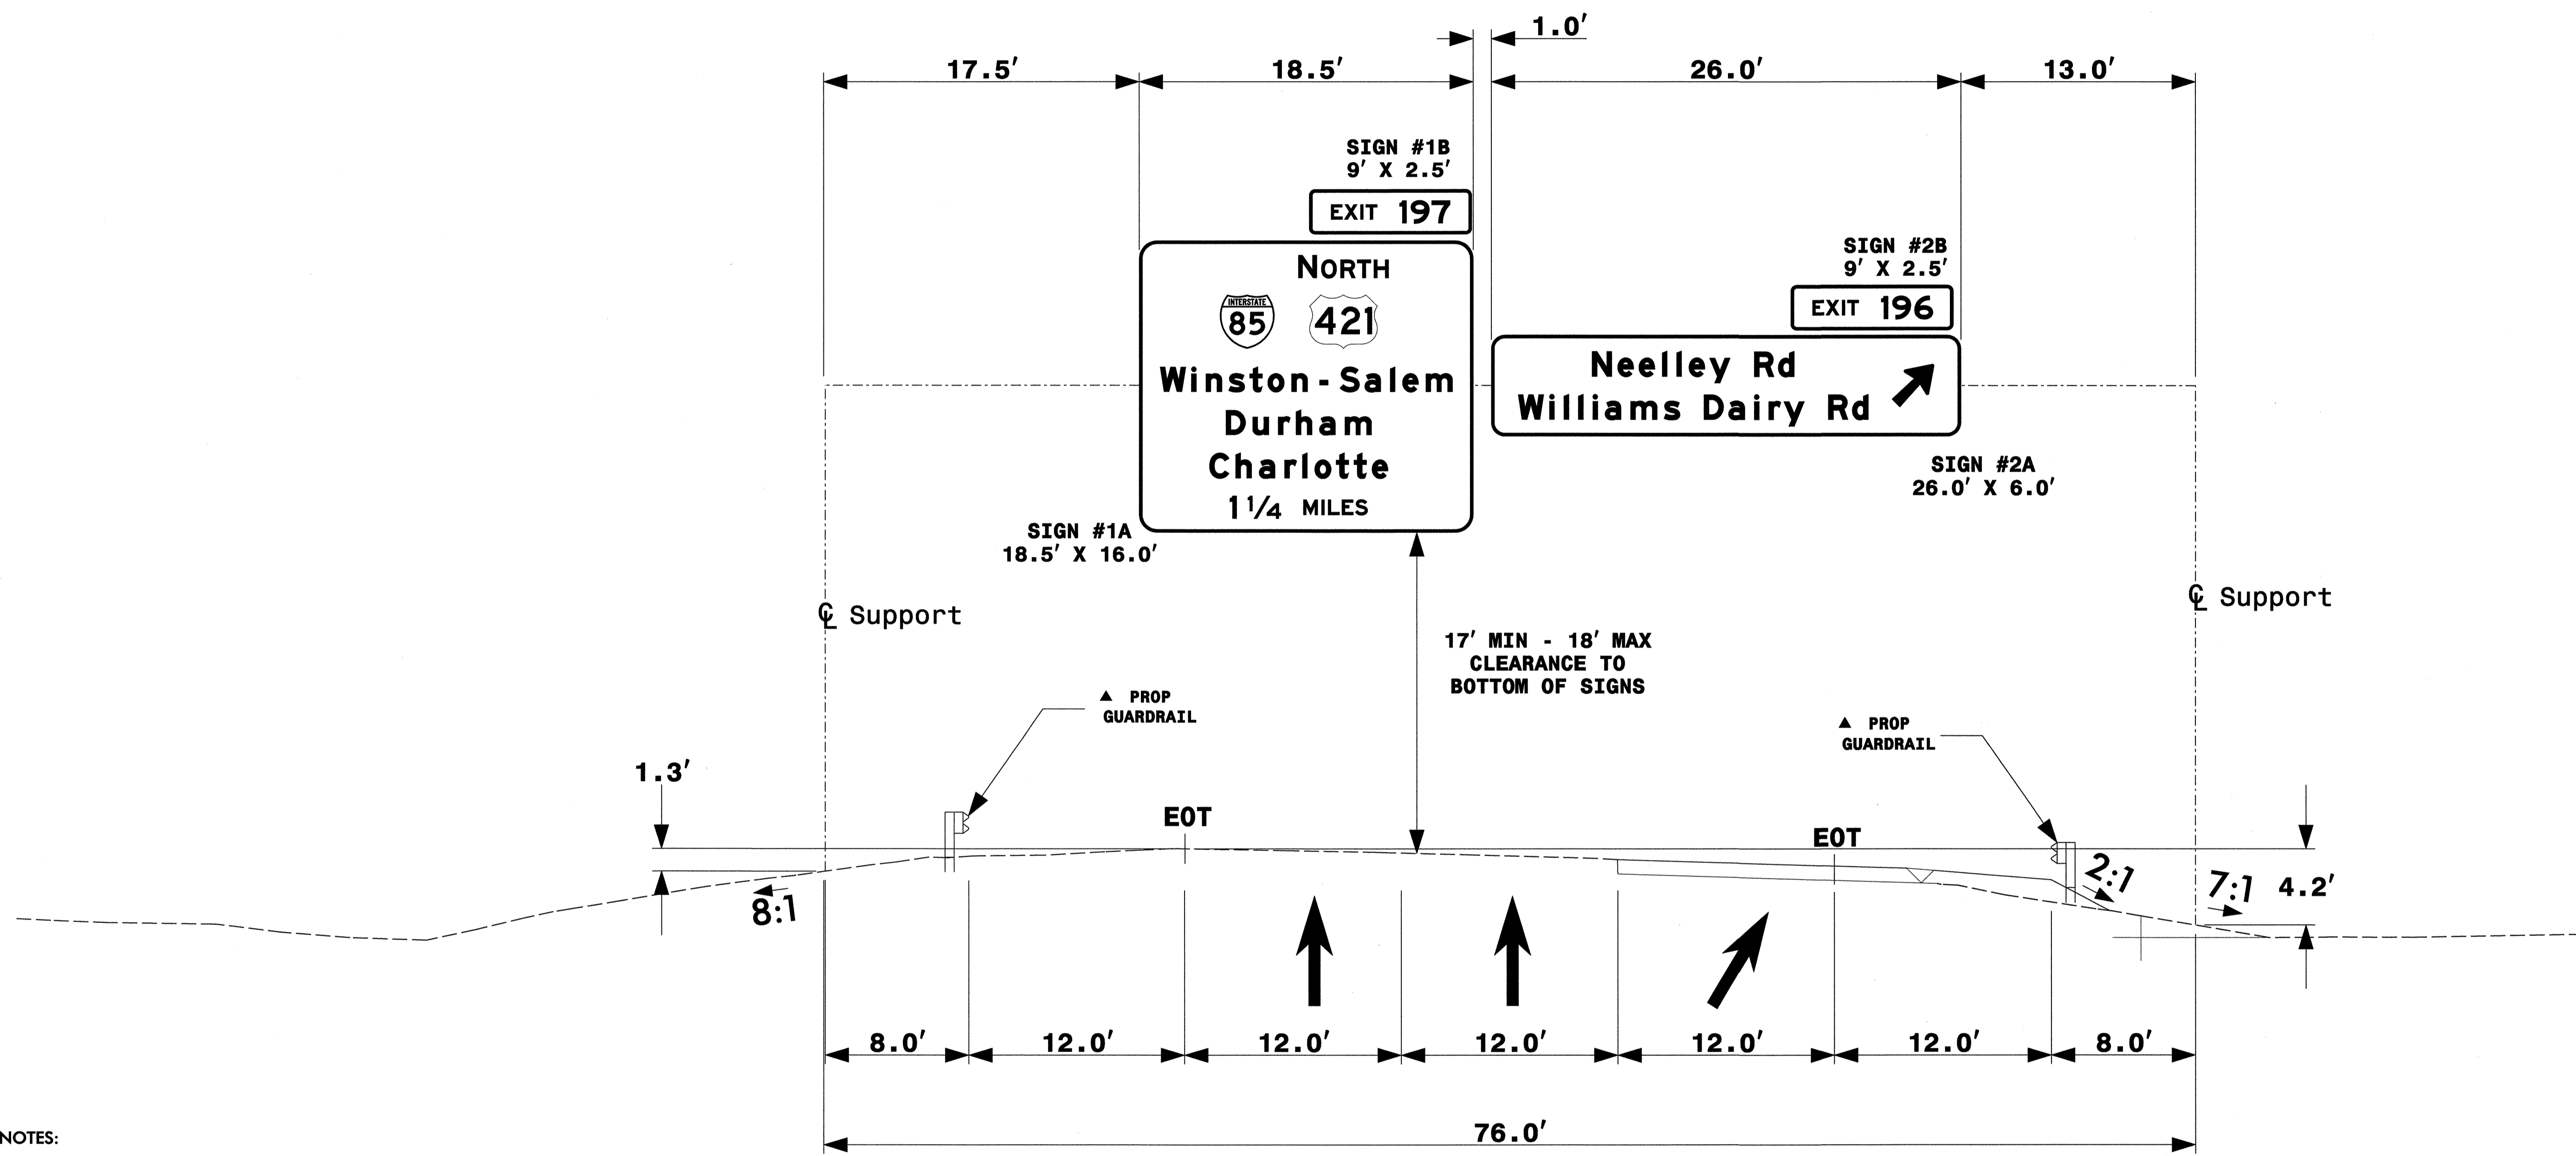 1.0′
17.5′
18.5′
26.0′
13.0′
SIGN #1B
9′ X 2.5′
EXIT 197
SIGN #2B
9′ X 2.5′
EXIT 196
NORTH
INTERSTATE
85
421
Winston-Salem
Durham
Charlotte
1 1/4 MILES
Neelley Rd
Williams Dairy Rd
SIGN #1A
18.5′ X 16.0′
SIGN #2A
26.0′ X 6.0′
℄ Support
℄ Support
17′ MIN - 18′ MAX
CLEARANCE TO
BOTTOM OF SIGNS
▲ PROP
GUARDRAIL
▲ PROP
GUARDRAIL
1.3′
EOT
EOT
8:1
2:1
7:1
4.2′
8.0′
12.0′
12.0′
12.0′
12.0′
12.0′
8.0′
76.0′
NOTES: